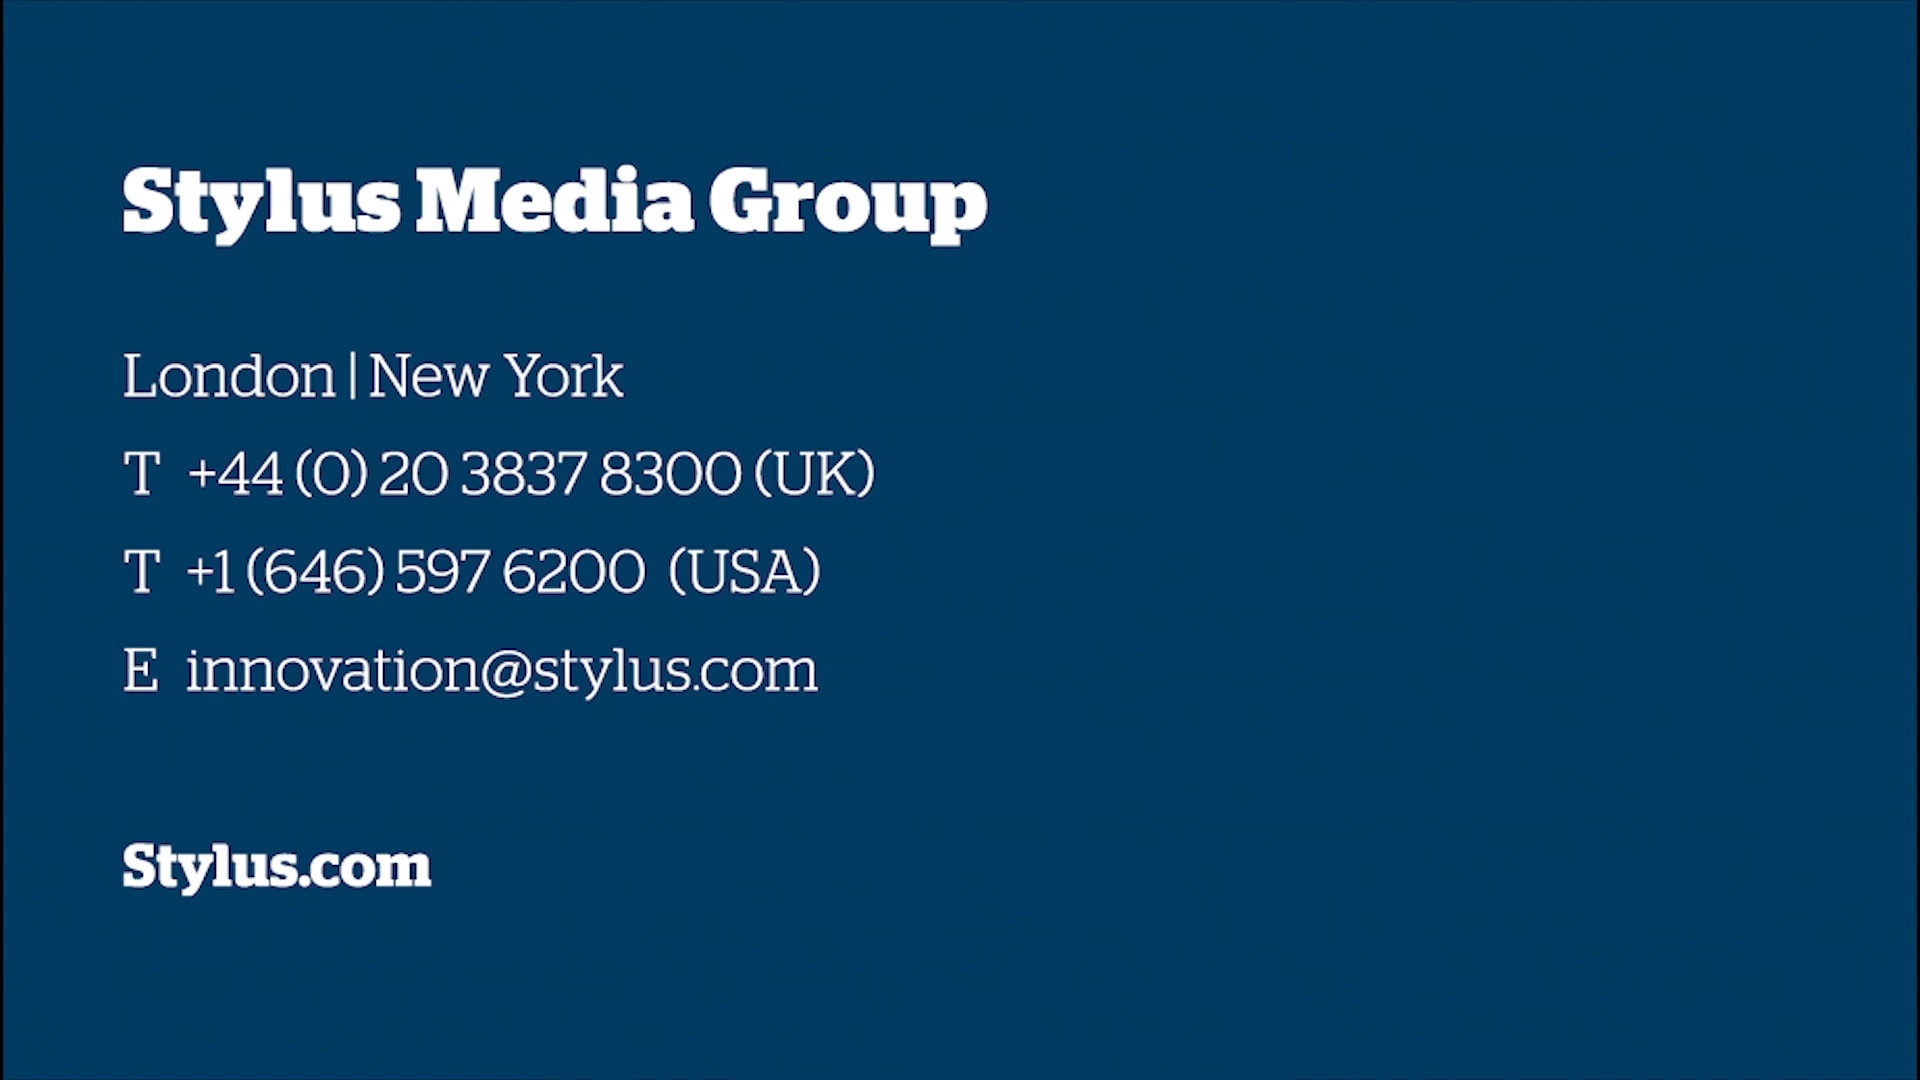 Stylus Media Group
London | New York
T +44 (0) 20 3837 8300 (UK)
T +1 (646) 597 6200 (USA)
E innovation@stylus.com
Stylus.com